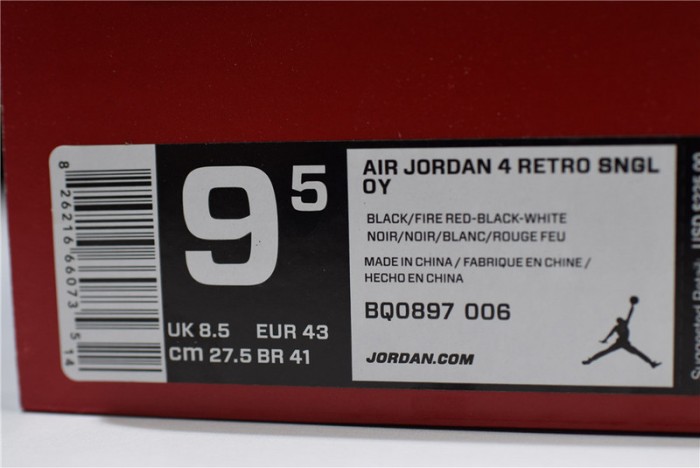 8 26216 66073 5 14
9 5
UK 8.5 EUR 43
cm 27.5 BR 41
AIR JORDAN 4 RETRO SNGL
OY
BLACK/FIRE RED-BLACK-WHITE
NOIR/NOIR/BLANC/ROUGE FEU
MADE IN CHINA / FABRIQUE EN CHINE /
HECHO EN CHINA
BQ0897 006
JORDAN.COM